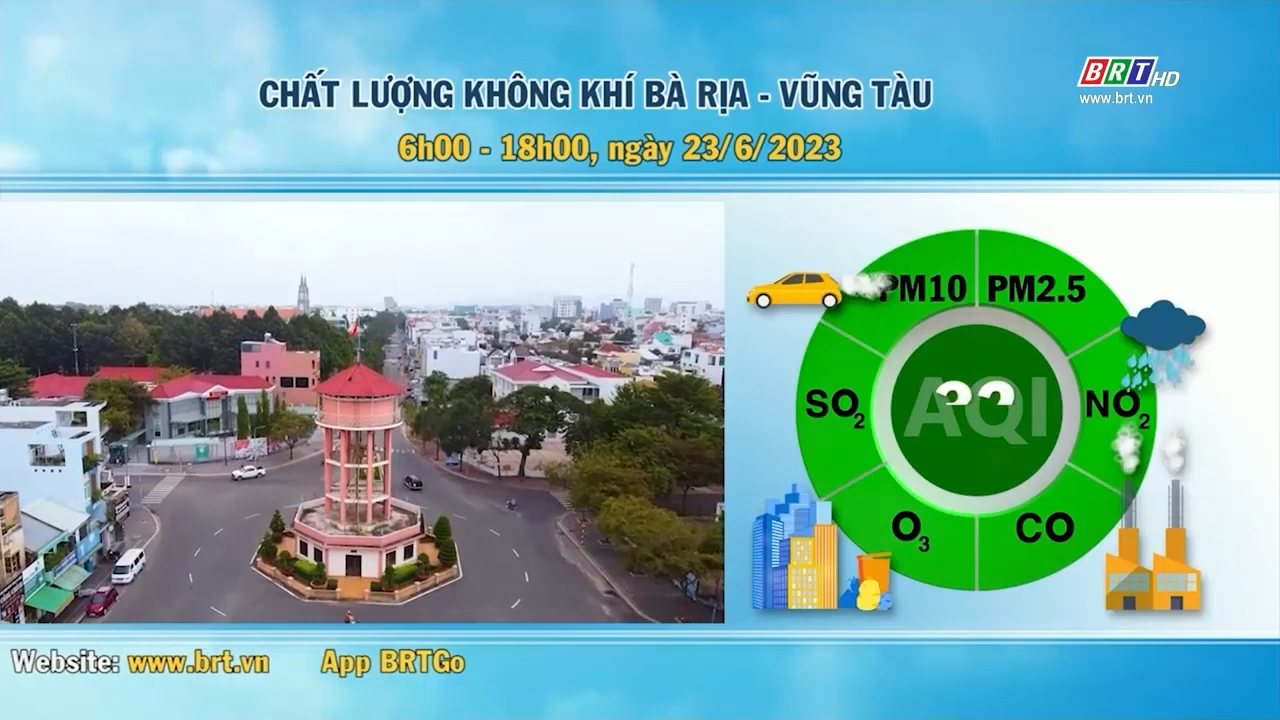 CHẤT LƯỢNG KHÔNG KHÍ BÀ RỊA - VŨNG TÀU
6h00 - 18h00, ngày 23/6/2023
BRT HD
www.brt.vn
PM10 PM2.5
SO2 AQI NO2
O3 CO
Website: www.brt.vn App BRTGo